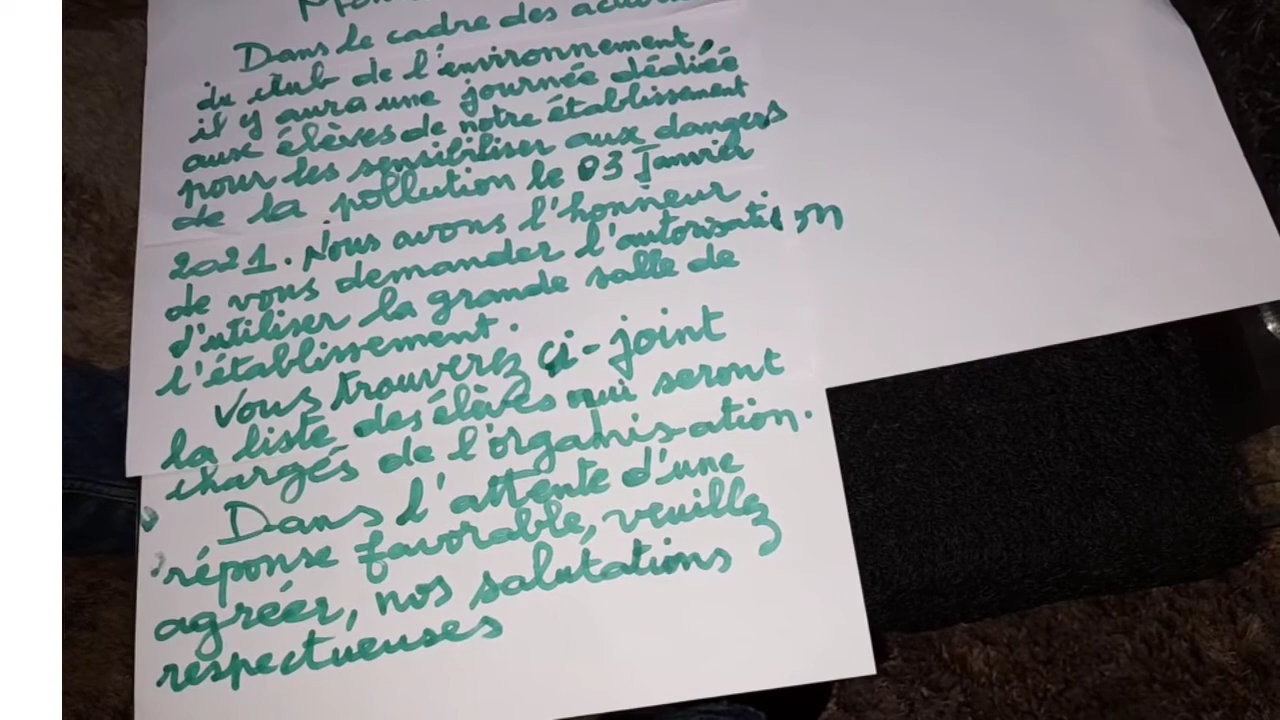 Dans le cadre des
du club de l'environnement,
il y aura une journée dédiée
aux élèves de notre établissement
pour les sensibiliser aux dangers
de la pollution le 03 Janvier
2021. Nous avons l'honneur
de vous demander l'autorisation
d'utiliser la grande salle de
l'établissement.
Vous trouverez ci-joint
la liste des élèves qui seront
chargés de l'organisation.
Dans l'attente d'une
réponse favorable, veuillez
agréer, nos salutations
respectueuses